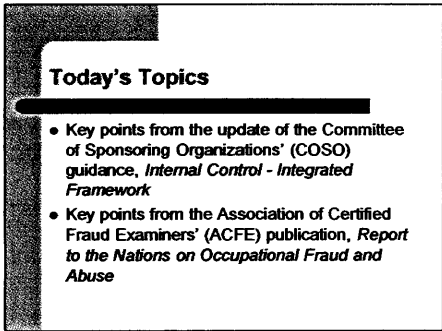 Today's Topics
● Key points from the update of the Committee
of Sponsoring Organizations' (COSO)
guidance, Internal Control - Integrated
Framework
● Key points from the Association of Certified
Fraud Examiners' (ACFE) publication, Report
to the Nations on Occupational Fraud and
Abuse